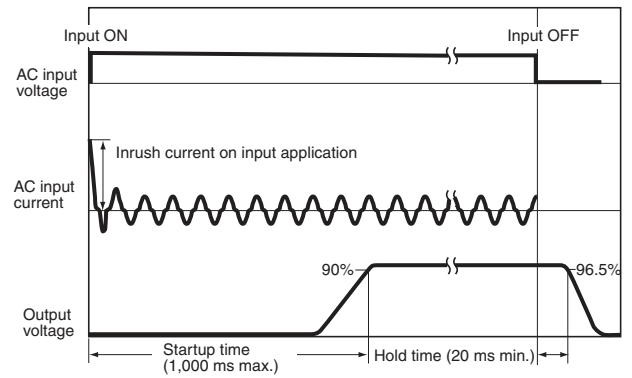 Input ON
Input OFF
AC input
voltage
Inrush current on input application
AC input
current
90%
96.5%
Output
voltage
Startup time
(1,000 ms max.)
Hold time (20 ms min.)